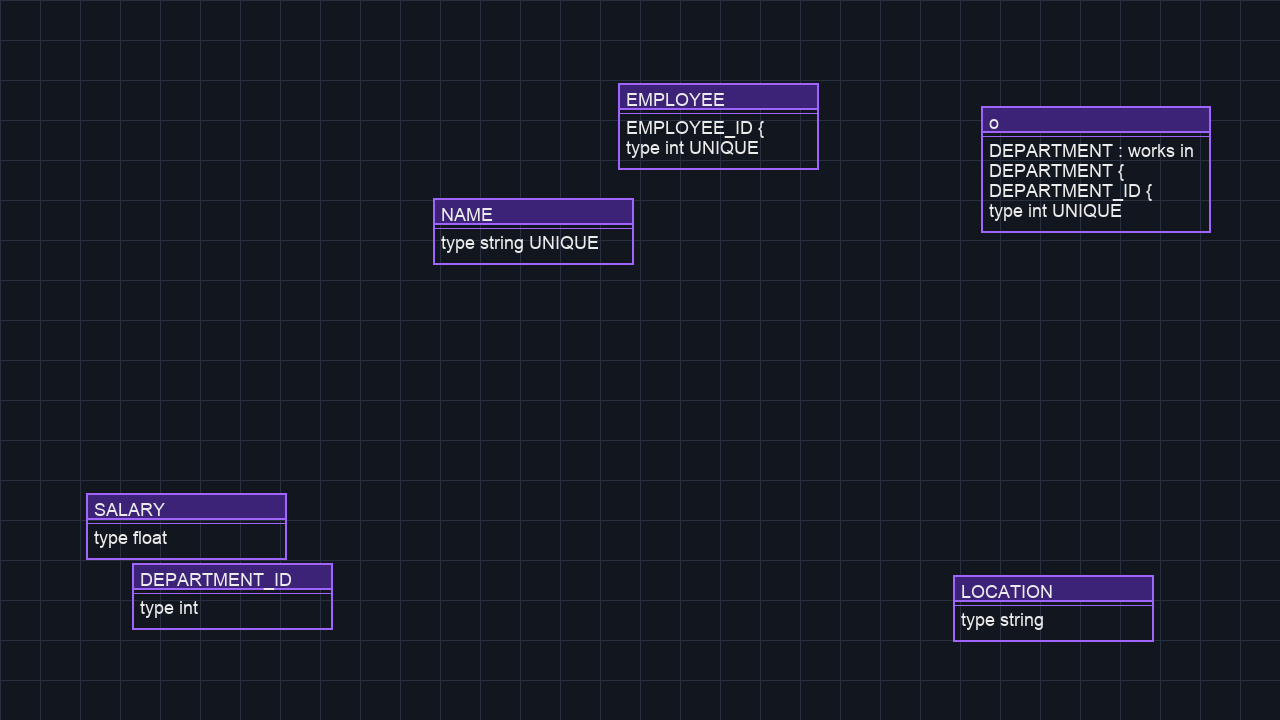 EMPLOYEE
EMPLOYEE_ID {
type int UNIQUE
o
DEPARTMENT : works in
DEPARTMENT {
DEPARTMENT_ID {
type int UNIQUE
NAME
type string UNIQUE
SALARY
type float
DEPARTMENT_ID
type int
LOCATION
type string